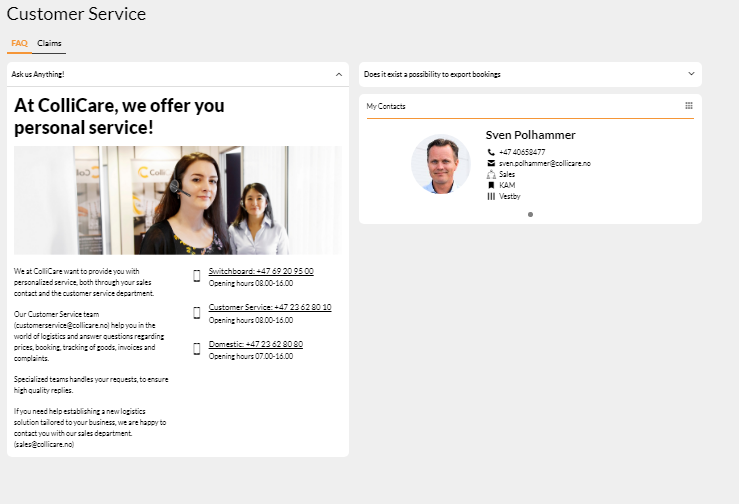 Customer Service
FAQ
Claims
Ask us Anything!
At ColliCare, we offer you
personal service!
Colli
We at ColliCare want to provide you with
personalized service, both through your sales
contact and the customer service department.
Our Customer Service team
(customerservice@collicare.no) help you in the
world of logistics and answer questions regarding
prices, booking, tracking of goods, invoices and
complaints.
Specialized teams handles your requests, to ensure
high quality replies.
If you need help establishing a new logistics
solution tailored to your business, we are happy to
contact you with our sales department.
(sales@collicare.no)
Switchboard: +47 69 20 95 00
Opening hours 08.00-16.00
Customer Service: +47 23 62 80 10
Opening hours 08.00-16.00
Domestic: +47 23 62 80 80
Opening hours 07.00-16.00
Does it exist a possibility to export bookings
My Contacts
Sven Polhammer
+47 40658477
sven.polhammer@collicare.no
Sales
KAM
Vestby